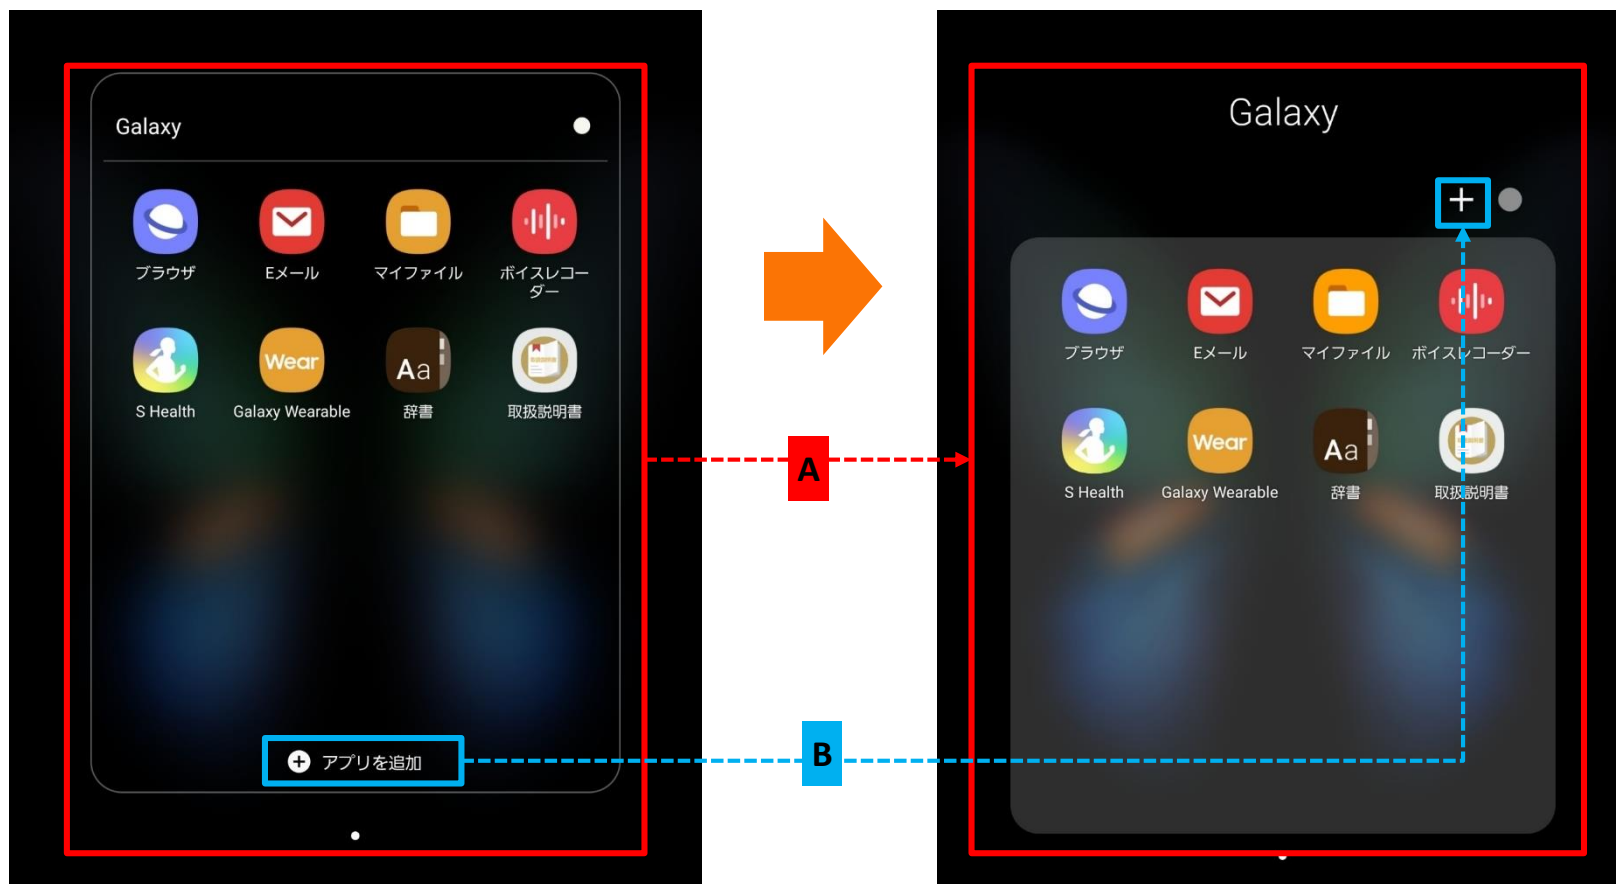 Galaxy
ブラウザ
Eメール
マイファイル
ボイスレコー
ダー
Wear
Aa
S Health
Galaxy Wearable
辞書
取扱説明書
アプリを追加
A
B
Galaxy
ブラウザ
Eメール
マイファイル
ボイスレコーダー
Wear
Aa
S Health
Galaxy Wearable
辞書
取扱説明書